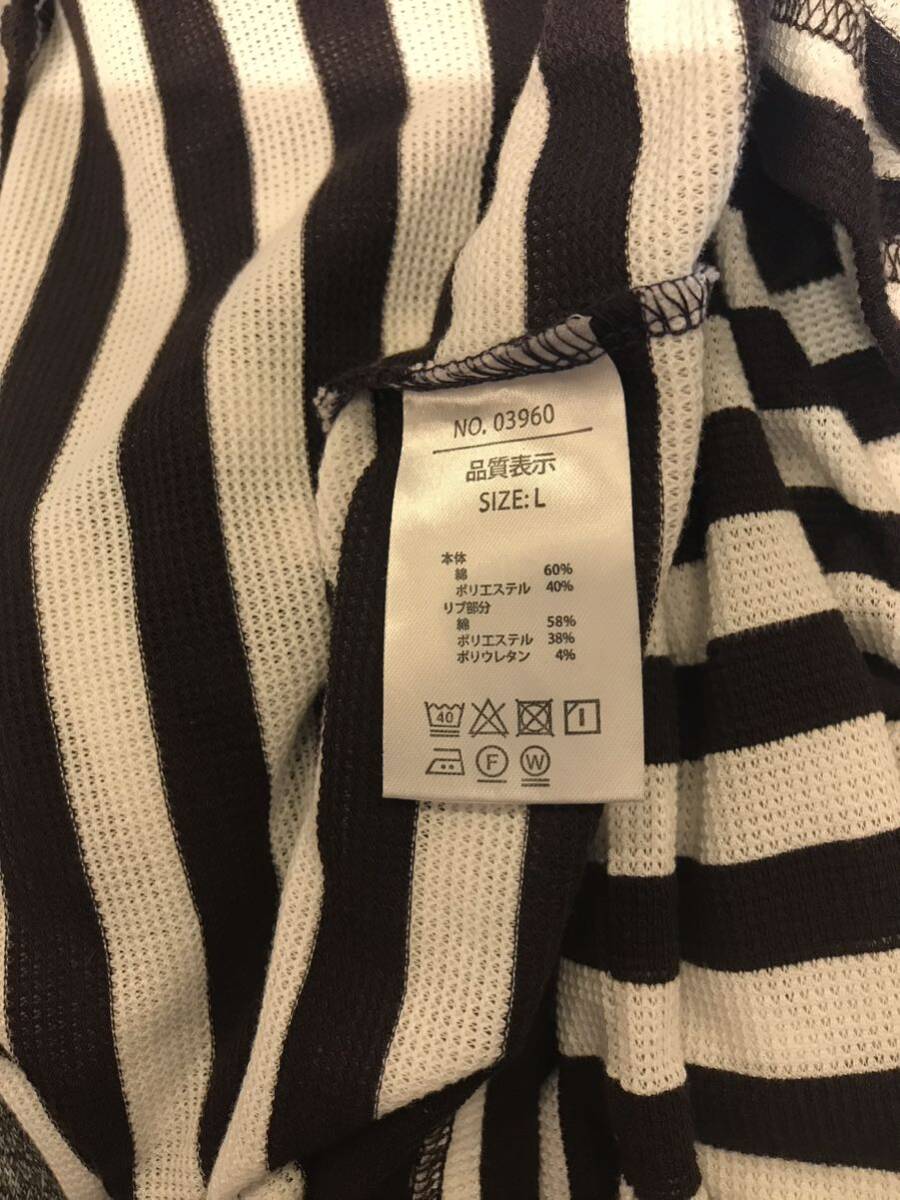 NO. 03960
品質表示
SIZE: L
本体
綿 60%
ポリエステル 40%
リブ部分
綿 58%
ポリエステル 38%
ポリウレタン 4%
40
F W